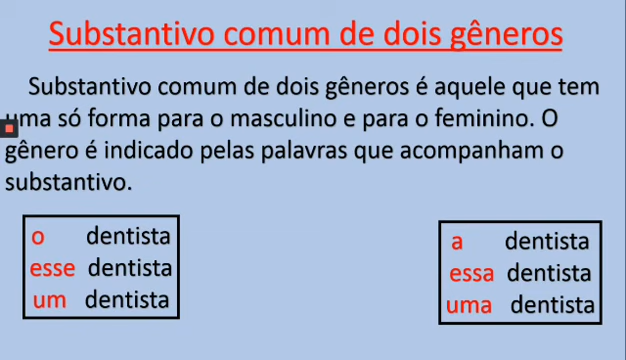 Substantivo comum de dois gêneros
Substantivo comum de dois gêneros é aquele que tem
uma só forma para o masculino e para o feminino. O
gênero é indicado pelas palavras que acompanham o
substantivo.
o dentista
esse dentista
um dentista
a dentista
essa dentista
uma dentista